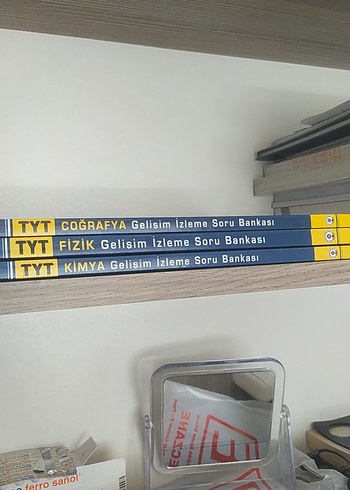 TYT COĞRAFYA Gelişim İzleme Soru Bankası
TYT FİZİK Gelişim İzleme Soru Bankası
TYT KİMYA Gelişim İzleme Soru Bankası
ECZANE
ferro sanol